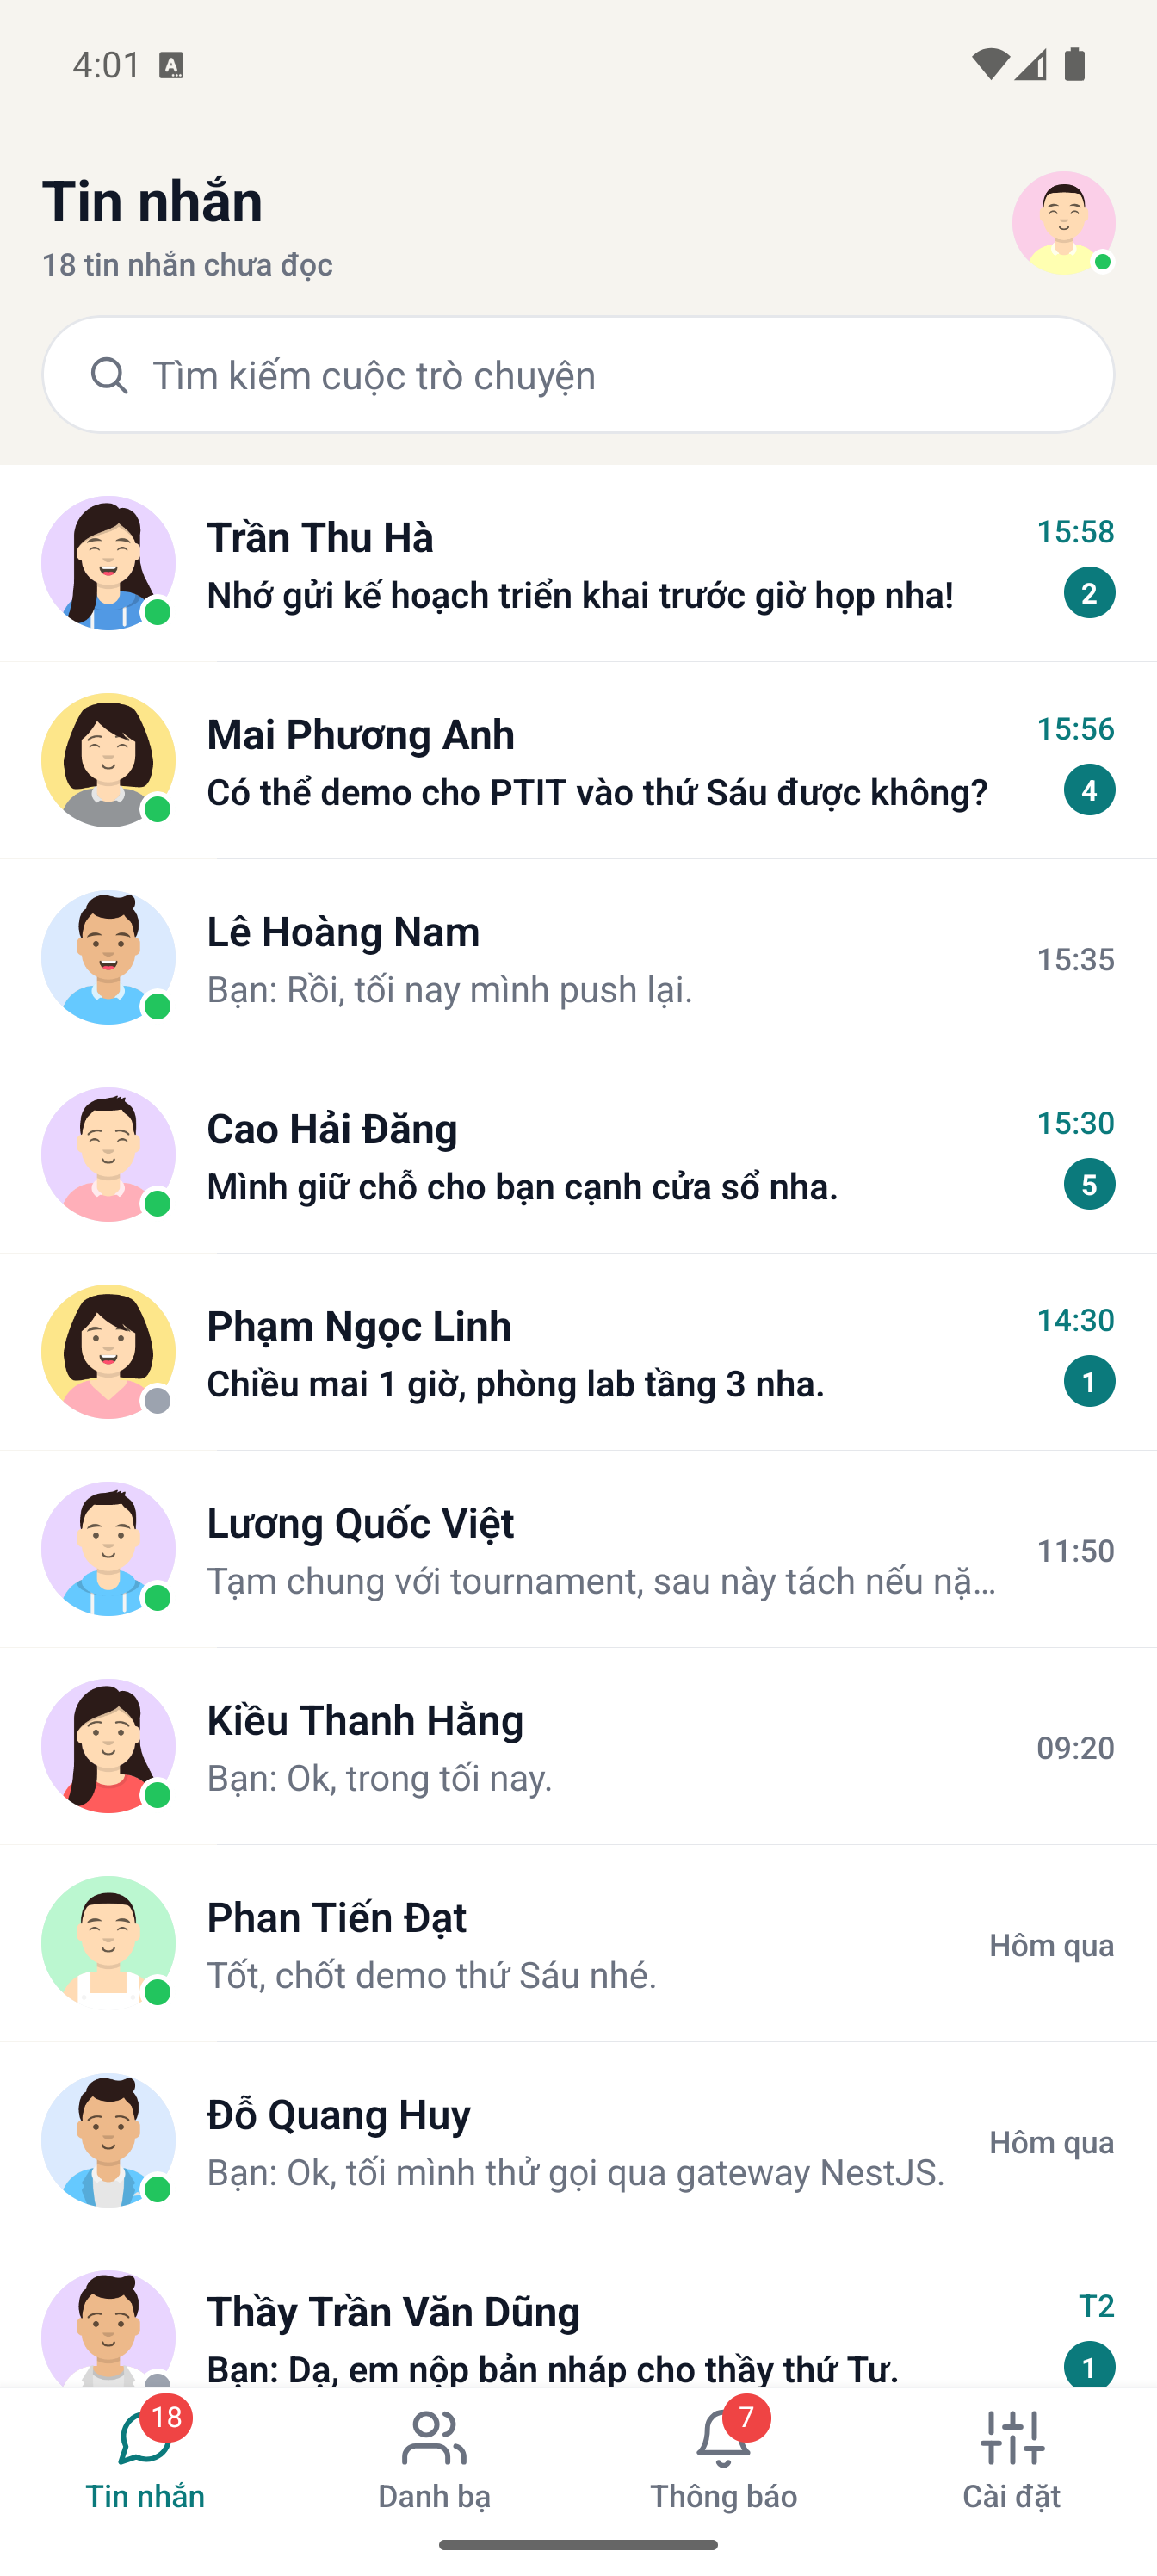 4:01
Tin nhắn
18 tin nhắn chưa đọc
Tìm kiếm cuộc trò chuyện
Trần Thu Hà
15:58
Nhớ gửi kế hoạch triển khai trước giờ họp nha!
2
Mai Phương Anh
15:56
Có thể demo cho PTIT vào thứ Sáu được không?
4
Lê Hoàng Nam
15:35
Bạn: Rồi, tối nay mình push lại.
Cao Hải Đăng
15:30
Mình giữ chỗ cho bạn cạnh cửa sổ nha.
5
Phạm Ngọc Linh
14:30
Chiều mai 1 giờ, phòng lab tầng 3 nha.
1
Lương Quốc Việt
11:50
Tạm chung với tournament, sau này tách nếu nặ...
Kiều Thanh Hằng
09:20
Bạn: Ok, trong tối nay.
Phan Tiến Đạt
Hôm qua
Tốt, chốt demo thứ Sáu nhé.
Đỗ Quang Huy
Hôm qua
Bạn: Ok, tối mình thử gọi qua gateway NestJS.
Thầy Trần Văn Dũng
T2
Bạn: Dạ, em nộp bản nháp cho thầy thứ Tư.
1
18
7
Tin nhắn
Danh bạ
Thông báo
Cài đặt